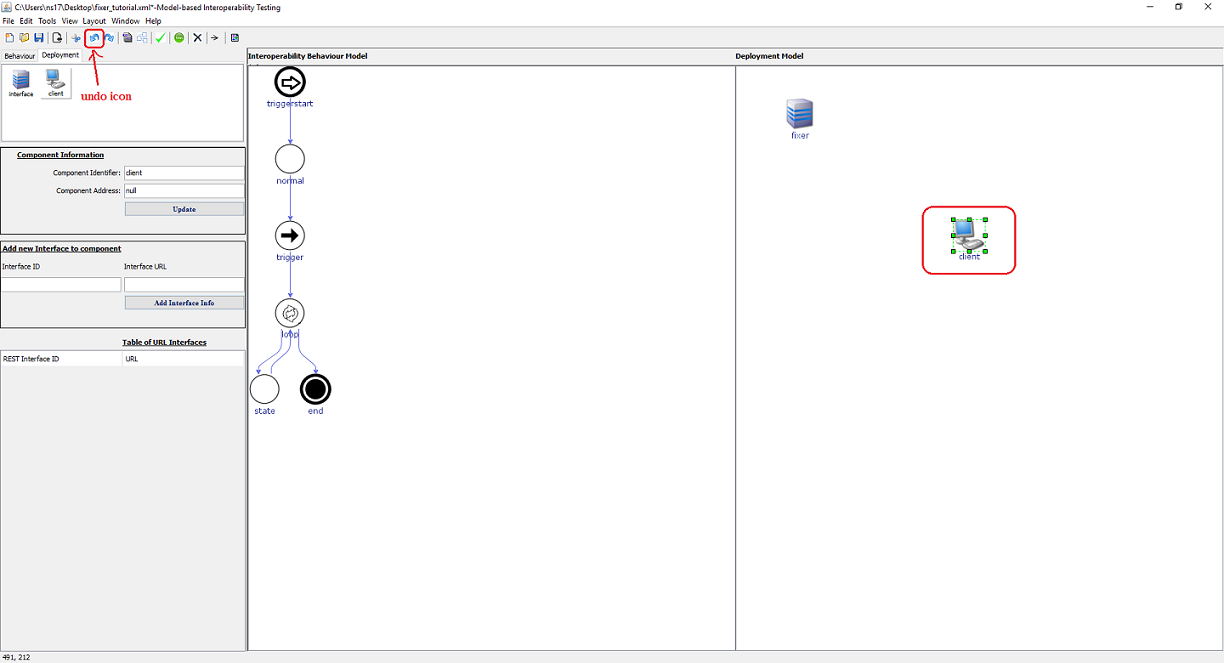 C:\Users\ns17\Desktop\fixer_tutorial.xml*-Model-based Interoperability Testing
File Edit Tools View Layout Window Help
Behaviour Deployment
interface client
undo icon
Component Information
Component Identifier: client
Component Address: null
Update
Add new Interface to component
Interface ID Interface URL
Add Interface Info
Table of URL Interfaces
REST Interface ID URL
Interoperability Behaviour Model
triggerstart
normal
trigger
loop
state end
Deployment Model
fixer
client
491, 212